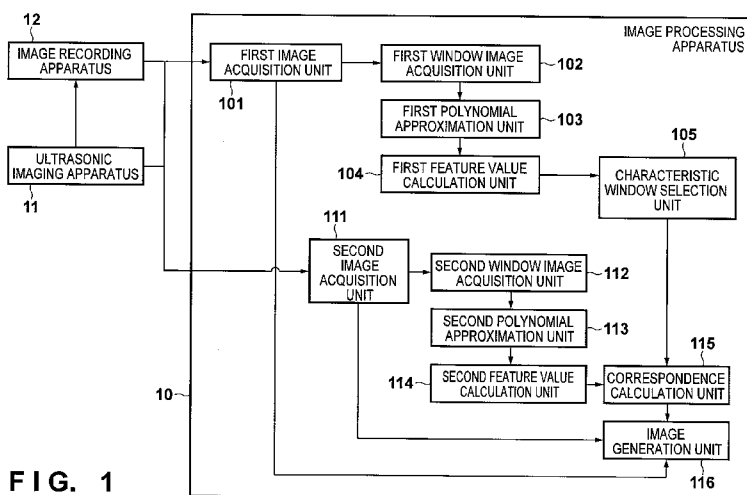 12
IMAGE RECORDING
APPARATUS
ULTRASONIC
IMAGING APPARATUS
11
IMAGE PROCESSING
APPARATUS
FIRST IMAGE
ACQUISITION UNIT
101
FIRST WINDOW IMAGE
ACQUISITION UNIT
102
FIRST POLYNOMIAL
APPROXIMATION UNIT
103
104
FIRST FEATURE VALUE
CALCULATION UNIT
105
CHARACTERISTIC
WINDOW SELECTION
UNIT
111
SECOND
IMAGE
ACQUISITION
UNIT
SECOND WINDOW IMAGE
ACQUISITION UNIT
112
SECOND POLYNOMIAL
APPROXIMATION UNIT
113
114
SECOND FEATURE VALUE
CALCULATION UNIT
115
CORRESPONDENCE
CALCULATION UNIT
10
IMAGE
GENERATION UNIT
116
FIG. 1